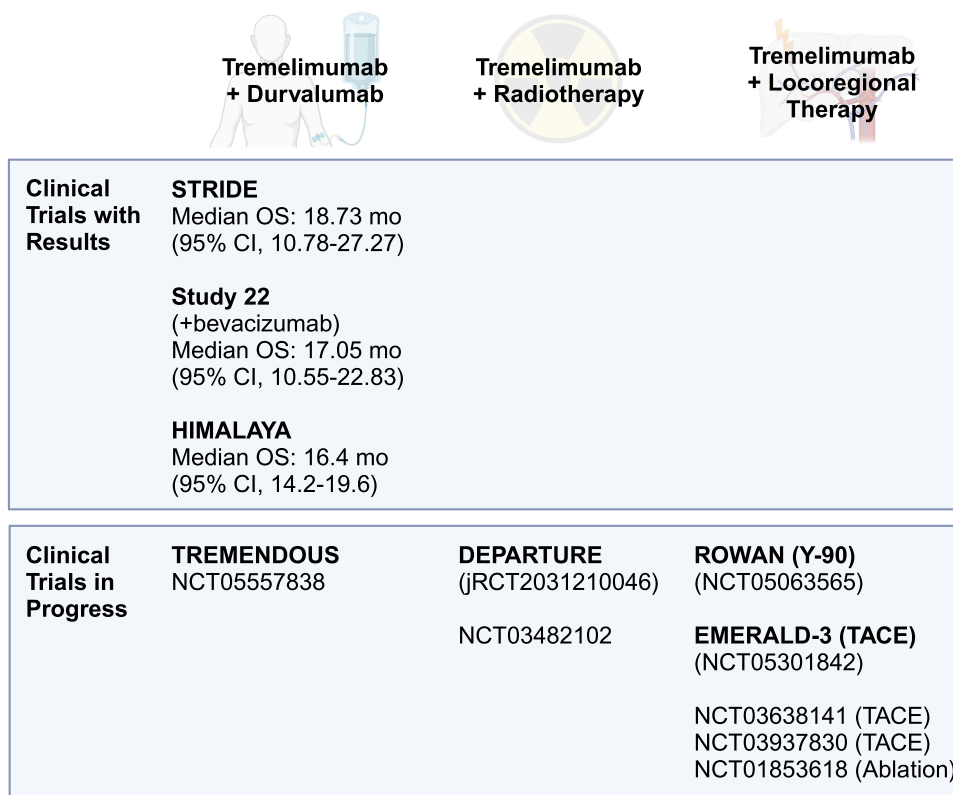 Tremelimumab
+ Durvalumab
Tremelimumab
+ Radiotherapy
Tremelimumab
+ Locoregional
Therapy
Clinical
Trials with
Results
STRIDE
Median OS: 18.73 mo
(95% CI, 10.78-27.27)
Study 22
(+bevacizumab)
Median OS: 17.05 mo
(95% CI, 10.55-22.83)
HIMALAYA
Median OS: 16.4 mo
(95% CI, 14.2-19.6)
Clinical
Trials in
Progress
TREMENDOUS
NCT05557838
DEPARTURE
(jRCT2031210046)
NCT03482102
ROWAN (Y-90)
(NCT05063565)
EMERALD-3 (TACE)
(NCT05301842)
NCT03638141 (TACE)
NCT03937830 (TACE)
NCT01853618 (Ablation)